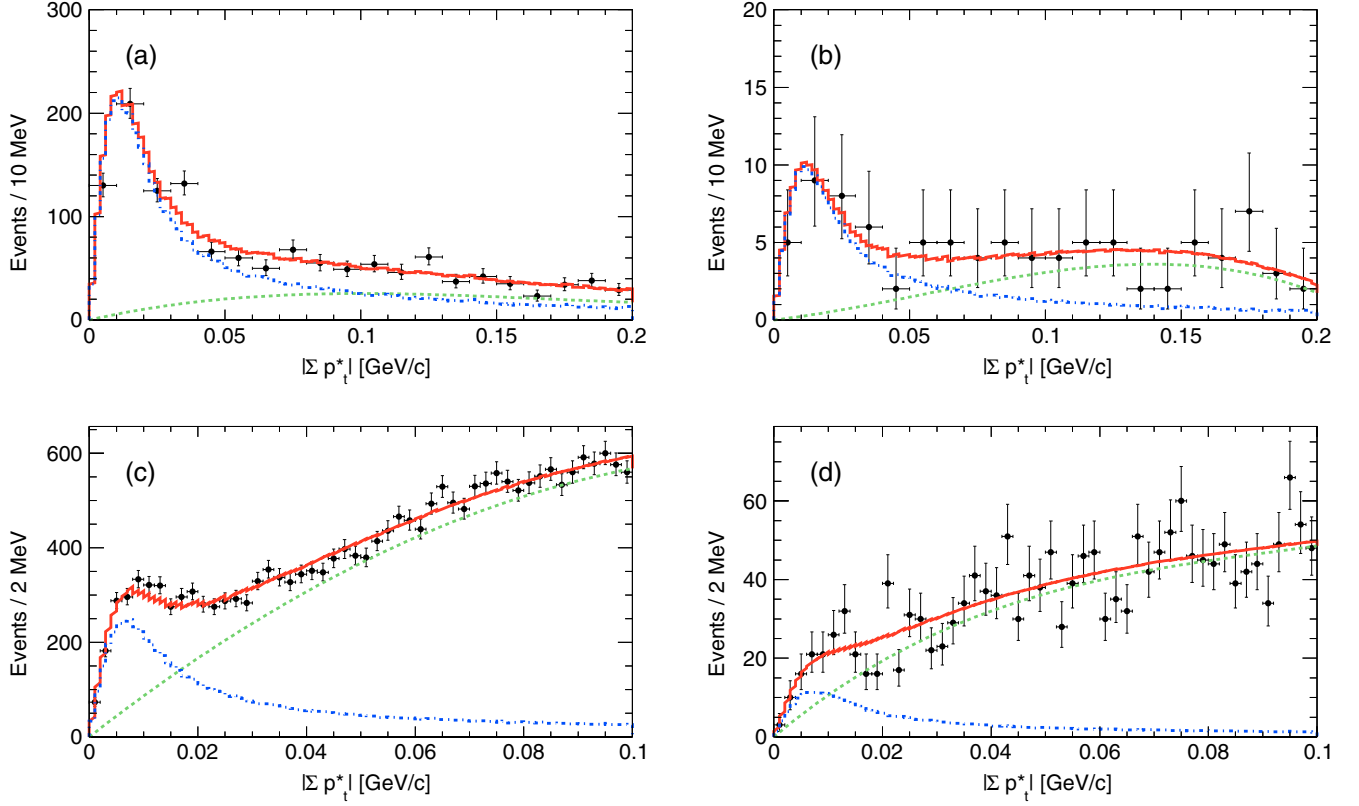 (a)
Events / 10 MeV
300
200
100
0
0 0.05 0.1 0.15 0.2
|Σ p*t| [GeV/c]
(b)
Events / 10 MeV
20
15
10
5
0
0 0.05 0.1 0.15 0.2
|Σ p*t| [GeV/c]
(c)
Events / 2 MeV
600
400
200
0
0 0.02 0.04 0.06 0.08 0.1
|Σ p*t| [GeV/c]
(d)
Events / 2 MeV
60
40
20
0
0 0.02 0.04 0.06 0.08 0.1
|Σ p*t| [GeV/c]